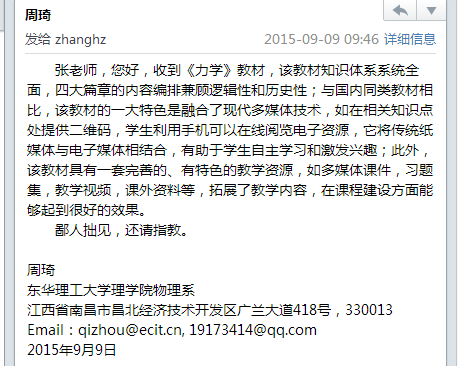 周琦
发给 zhanghz 2015-09-09 09:46 详细信息
张老师，您好，收到《力学》教材，该教材知识体系系统全
面，四大篇章的内容编排兼顾逻辑性和历史性；与国内同类教材相
比，该教材的一大特色是融合了现代多媒体技术，如在相关知识点
处提供二维码，学生利用手机可以在线阅览电子资源，它将传统纸
媒体与电子媒体相结合，有助于学生自主学习和激发兴趣；此外，
该教材具有一套完善的、有特色的教学资源，如多媒体课件，习题
集，教学视频，课外资料等，拓展了教学内容，在课程建设方面能
够起到很好的效果。
鄙人拙见，还请指教。
周琦
东华理工大学理学院物理系
江西省南昌市昌北经济技术开发区广兰大道418号，330013
Email：qizhou@ecit.cn, 19173414@qq.com
2015年9月9日